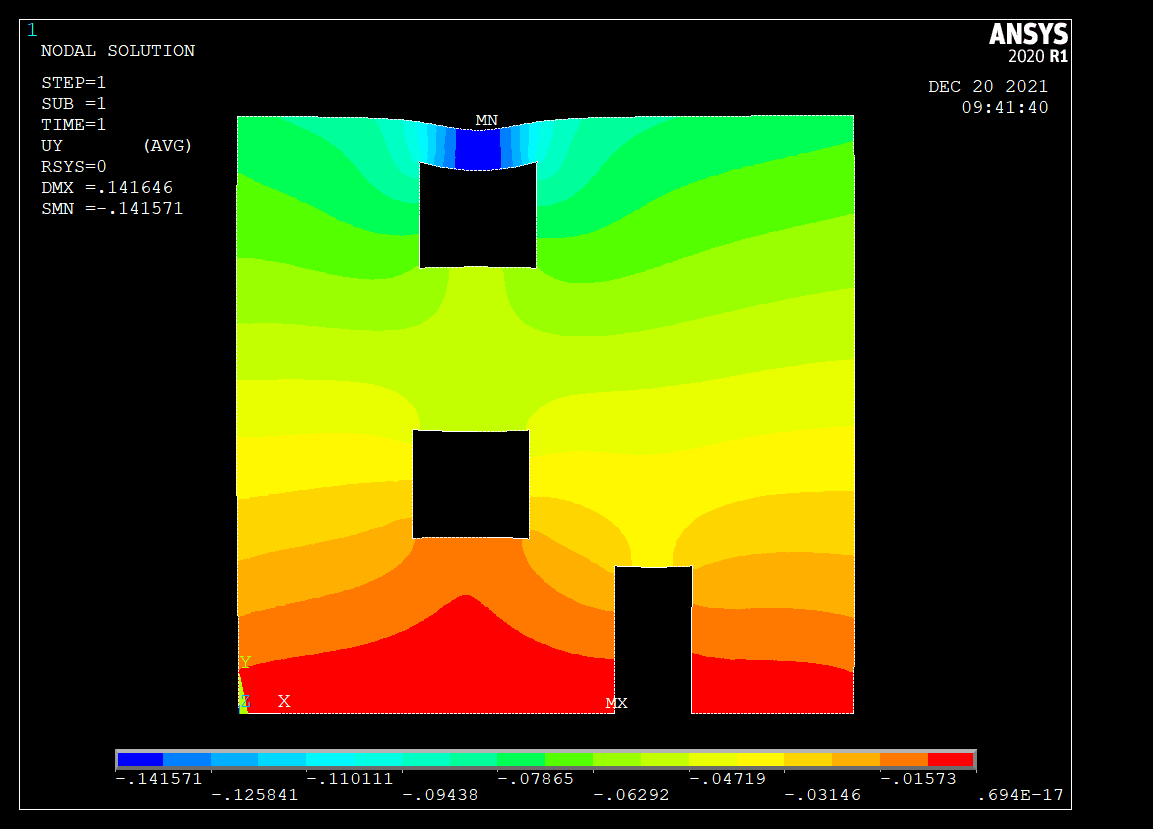 1
NODAL SOLUTION
STEP=1
SUB =1
TIME=1
UY (AVG)
RSYS=0
DMX =.141646
SMN =-.141571
ANSYS
2020 R1
DEC 20 2021
09:41:40
MN
Y
Z X
MX
-.141571 -.110111 -.07865 -.04719 -.01573
-.125841 -.09438 -.06292 -.03146 .694E-17